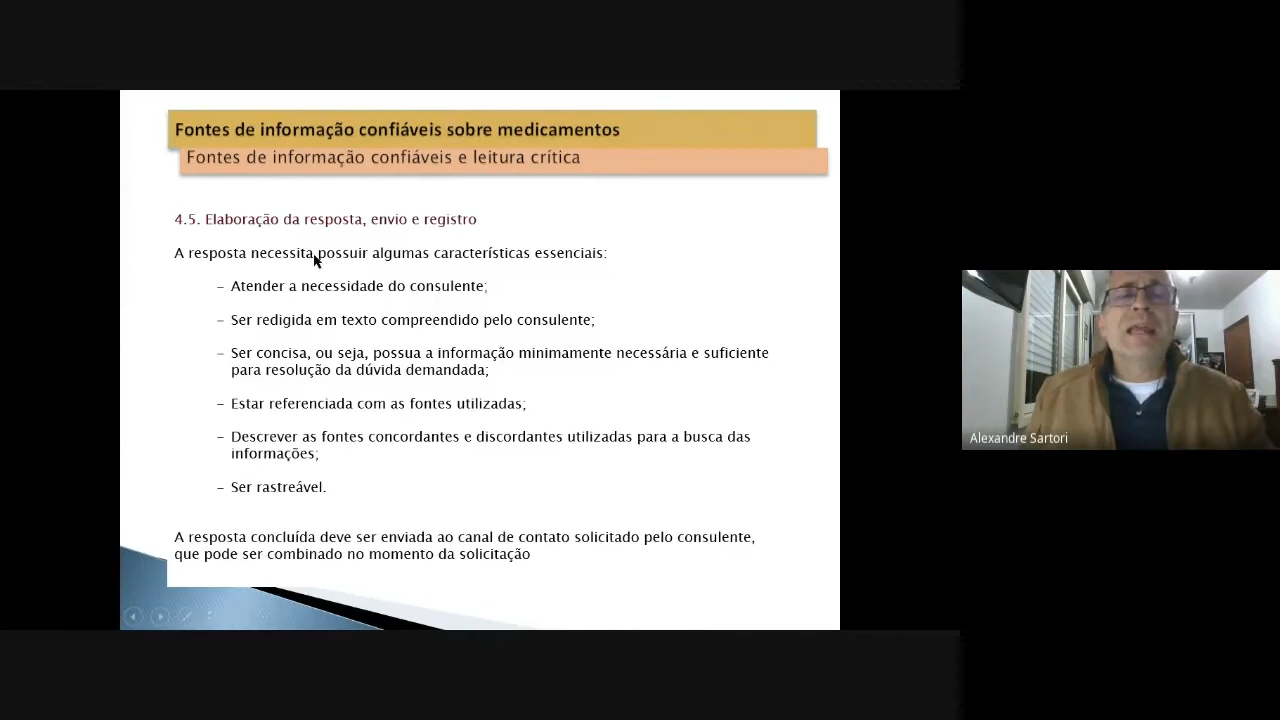 Fontes de informação confiáveis sobre medicamentos
Fontes de informação confiáveis e leitura crítica
4.5. Elaboração da resposta, envio e registro
A resposta necessita possuir algumas características essenciais:
– Atender a necessidade do consulente;
– Ser redigida em texto compreendido pelo consulente;
– Ser concisa, ou seja, possua a informação minimamente necessária e suficiente
para resolução da dúvida demandada;
– Estar referenciada com as fontes utilizadas;
– Descrever as fontes concordantes e discordantes utilizadas para a busca das
informações;
– Ser rastreável.
A resposta concluída deve ser enviada ao canal de contato solicitado pelo consulente,
que pode ser combinado no momento da solicitação
Alexandre Sartori